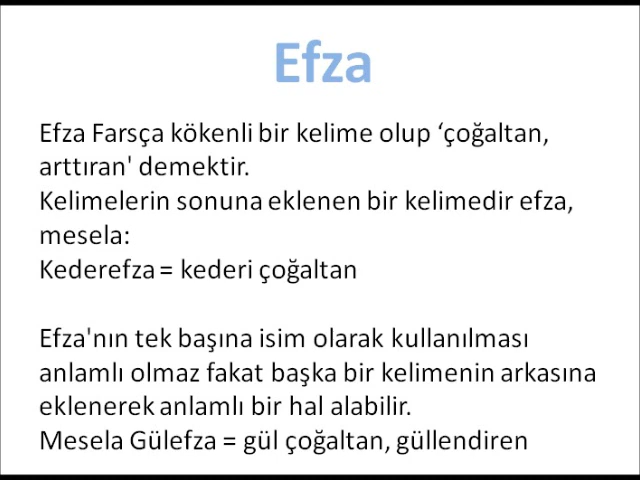 Efza
Efza Farsça kökenli bir kelime olup ‘çoğaltan,
arttıran' demektir.
Kelimelerin sonuna eklenen bir kelimedir efza,
mesela:
Kederefza = kederi çoğaltan
Efza'nın tek başına isim olarak kullanılması
anlamlı olmaz fakat başka bir kelimenin arkasına
eklenerek anlamlı bir hal alabilir.
Mesela Gülefza = gül çoğaltan, güllendiren